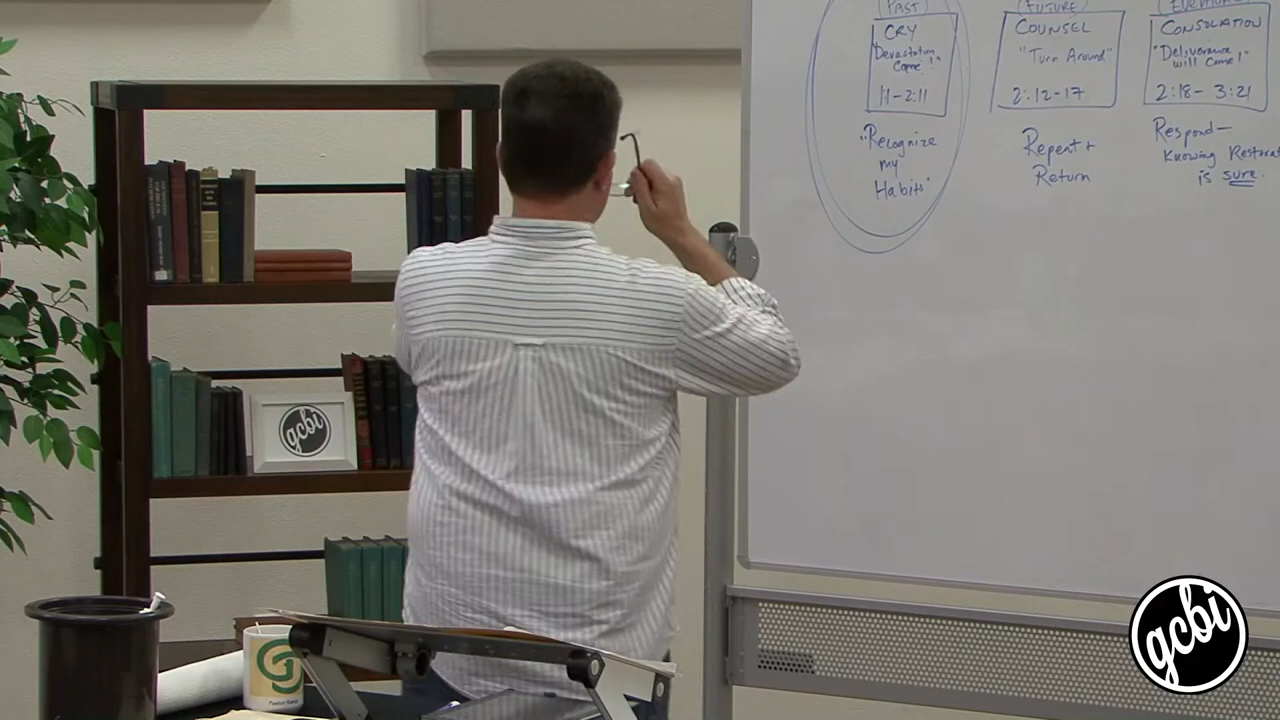 PAST
CRY
"Devastation
Come!"
1:1-2:11
"Recognize
my
Habits"
FUTURE
COUNSEL
"Turn Around"
2:12-17
Repent +
Return
CONSOLATION
"Deliverance
will Come!"
2:18- 3:21
Respond—
Knowing
is sure.
gcbi
gcbi